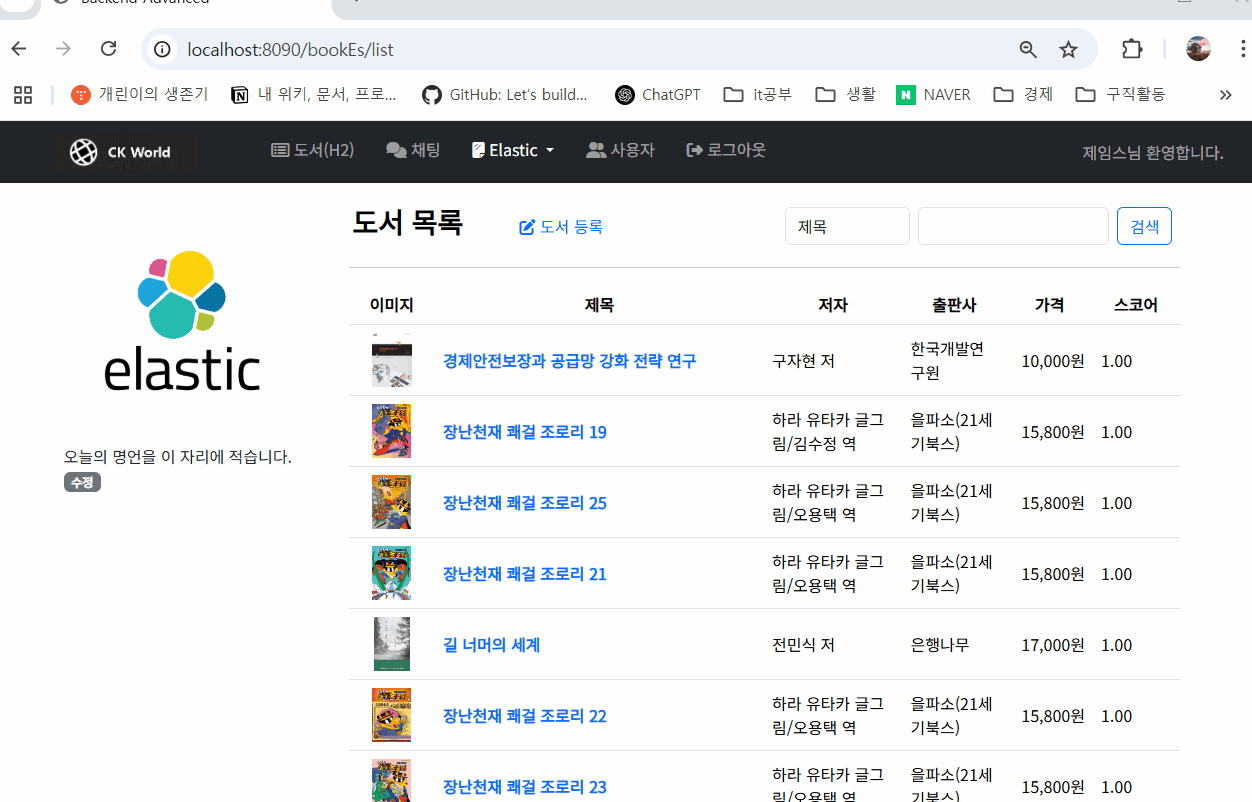 Backend-Advanced
localhost:8090/bookEs/list
개린이의 생존기
내 위키, 문서, 프로...
GitHub: Let's build...
ChatGPT
it공부
생활
NAVER
경제
구직활동
CK World
도서(H2)
채팅
Elastic
사용자
로그아웃
제임스님 환영합니다.
elastic
오늘의 명언을 이 자리에 적습니다.
수정
도서 목록
도서 등록
제목
검색
이미지 제목 저자 출판사 가격 스코어
경제안전보장과 공급망 강화 전략 연구
구자현 저
한국개발연
구원
10,000원
1.00
장난천재 쾌걸 조로리 19
하라 유타카 글그
림/김수정 역
을파소(21세
기북스)
15,800원
1.00
장난천재 쾌걸 조로리 25
하라 유타카 글그
림/오용택 역
을파소(21세
기북스)
15,800원
1.00
장난천재 쾌걸 조로리 21
하라 유타카 글그
림/오용택 역
을파소(21세
기북스)
15,800원
1.00
길 너머의 세계
전민식 저
은행나무
17,000원
1.00
장난천재 쾌걸 조로리 22
하라 유타카 글그
림/오용택 역
을파소(21세
기북스)
15,800원
1.00
장난천재 쾌걸 조로리 23
하라 유타카 글그
림/오용택 역
을파소(21세
기북스)
15,800원
1.00